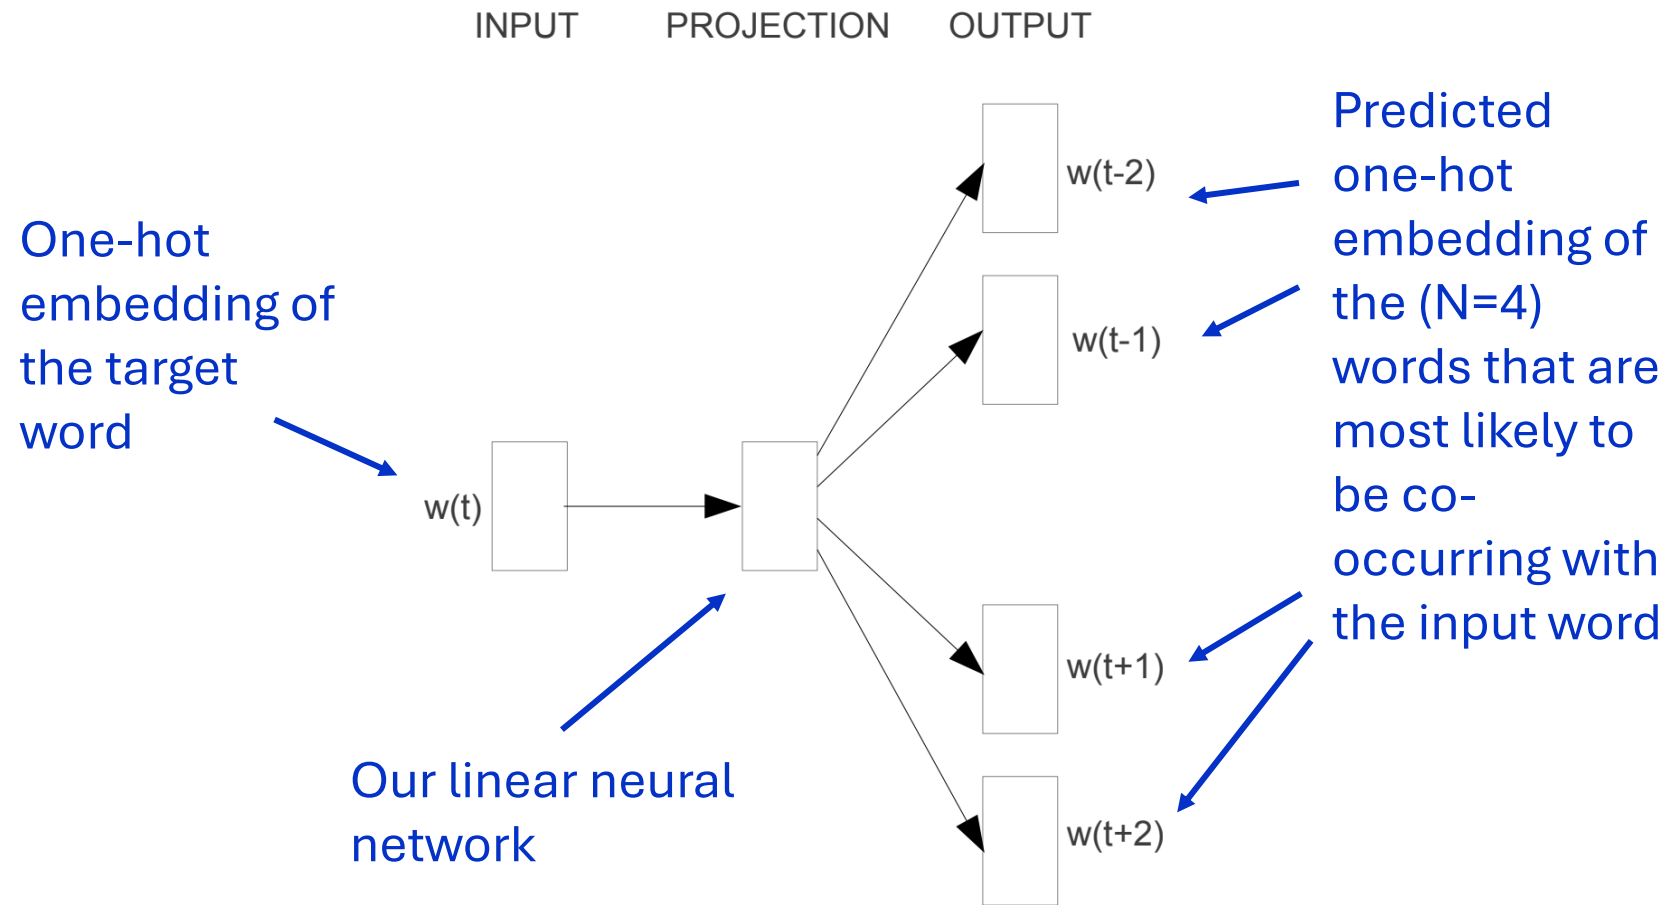 INPUT PROJECTION OUTPUT
One-hot
embedding of
the target
word
w(t)
Our linear neural
network
w(t-2)
w(t-1)
w(t+1)
w(t+2)
Predicted
one-hot
embedding of
the (N=4)
words that are
most likely to
be co-
occurring with
the input word